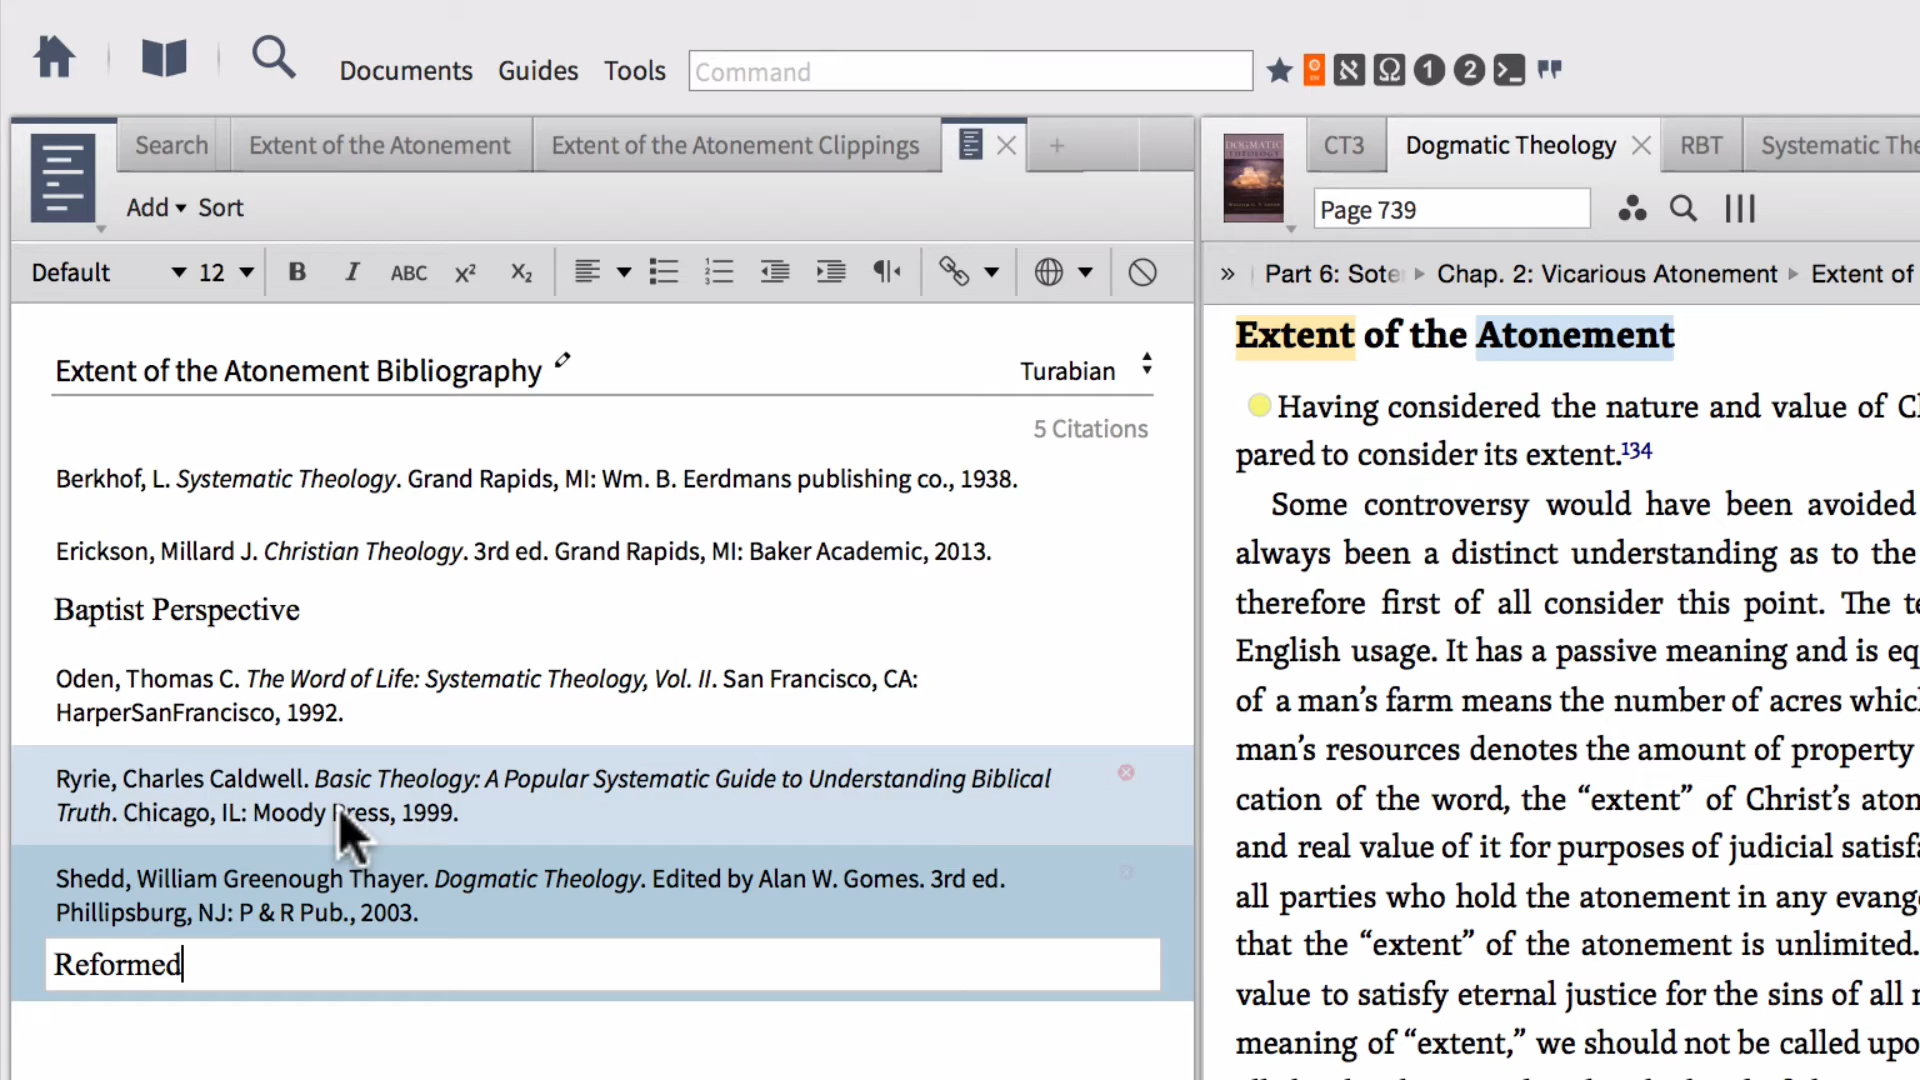 Documents Guides Tools Command
Search Extent of the Atonement Extent of the Atonement Clippings
Add Sort
Default 12 B I ABC X² X₂
Extent of the Atonement Bibliography Turabian
5 Citations
Berkhof, L. Systematic Theology. Grand Rapids, MI: Wm. B. Eerdmans publishing co., 1938.
Erickson, Millard J. Christian Theology. 3rd ed. Grand Rapids, MI: Baker Academic, 2013.
Baptist Perspective
Oden, Thomas C. The Word of Life: Systematic Theology, Vol. II. San Francisco, CA:
HarperSanFrancisco, 1992.
Ryrie, Charles Caldwell. Basic Theology: A Popular Systematic Guide to Understanding Biblical
Truth. Chicago, IL: Moody Press, 1999.
Shedd, William Greenough Thayer. Dogmatic Theology. Edited by Alan W. Gomes. 3rd ed.
Phillipsburg, NJ: P & R Pub., 2003.
Reformed
DOGMATIC THEOLOGY
CT3 Dogmatic Theology RBT Systematic The
Page 739
» Part 6: Sote Chap. 2: Vicarious Atonement Extent of
Extent of the Atonement
Having considered the nature and value of Cl
pared to consider its extent.134
Some controversy would have been avoided
always been a distinct understanding as to the
therefore first of all consider this point. The te
English usage. It has a passive meaning and is eq
of a man's farm means the number of acres which
man's resources denotes the amount of property
cation of the word, the “extent” of Christ's aton
and real value of it for purposes of judicial satisfa
all parties who hold the atonement in any evange
that the “extent” of the atonement is unlimited.
value to satisfy eternal justice for the sins of all
meaning of “extent,” we should not be called upo